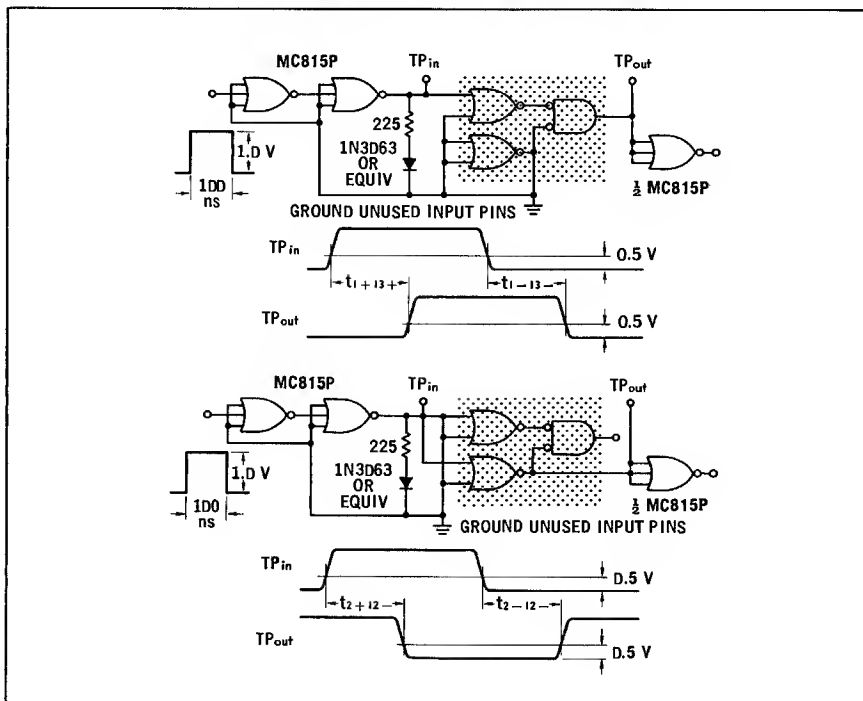 MC815P
TPin
TPout
225
1N3D63
OR
EQUIV
1.D V
1DD
ns
½ MC815P
GROUND UNUSED INPUT PINS
TPin
0.5 V
t1+13+
t1-13-
TPout
0.5 V
MC815P
TPin
TPout
225
1N3D63
OR
EQUIV
1.D V
1D0
ns
½ MC815P
GROUND UNUSED INPUT PINS
TPin
D.5 V
t2+12-
t2-12-
TPout
D.5 V